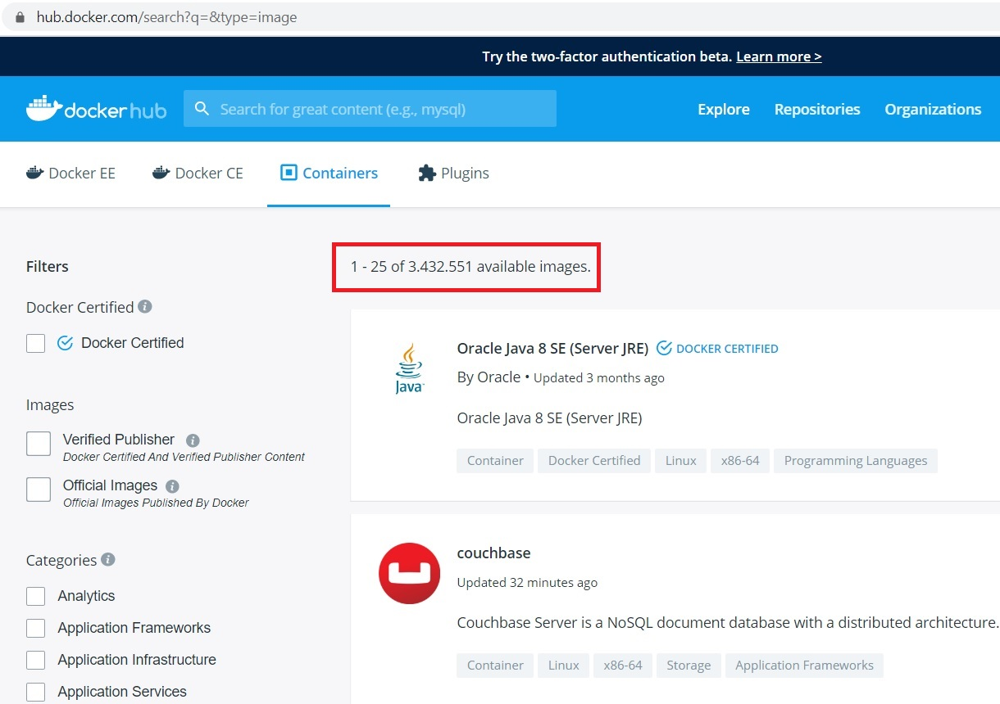 hub.docker.com/search?q=&type=image
Try the two-factor authentication beta. Learn more >
dockerhub
Search for great content (e.g., mysql)
Explore
Repositories
Organizations
Docker EE
Docker CE
Containers
Plugins
Filters
Docker Certified
Docker Certified
Images
Verified Publisher
Docker Certified And Verified Publisher Content
Official Images
Official Images Published By Docker
Categories
Analytics
Application Frameworks
Application Infrastructure
Application Services
1 - 25 of 3.432.551 available images.
Java
Oracle Java 8 SE (Server JRE)
DOCKER CERTIFIED
By Oracle • Updated 3 months ago
Oracle Java 8 SE (Server JRE)
Container
Docker Certified
Linux
x86-64
Programming Languages
couchbase
Updated 32 minutes ago
Couchbase Server is a NoSQL document database with a distributed architecture.
Container
Linux
x86-64
Storage
Application Frameworks